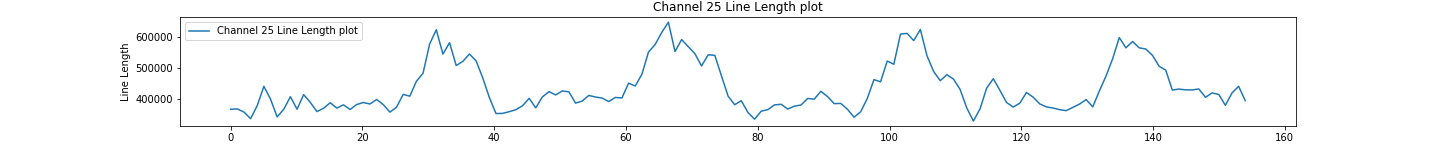 Channel 25 Line Length plot
Channel 25 Line Length plot
Line Length
600000
500000
400000
0 20 40 60 80 100 120 140 160